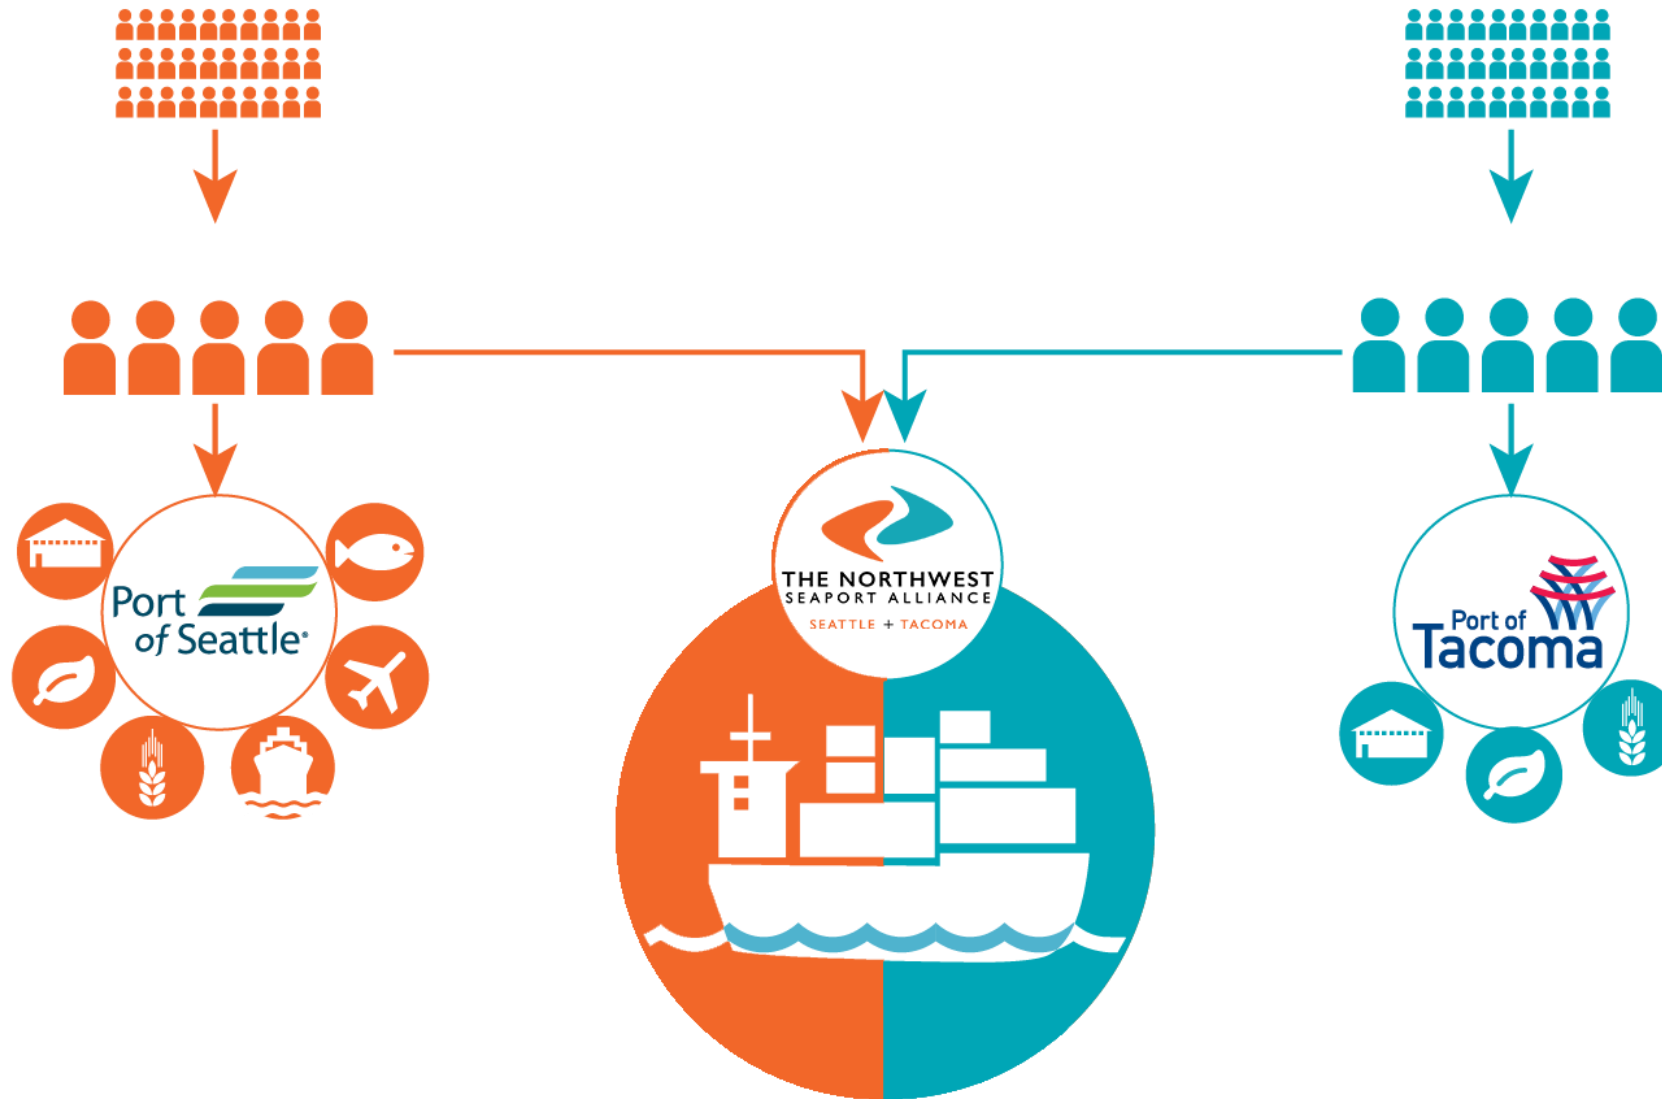 Port
of Seattle
THE NORTHWEST
SEAPORT ALLIANCE
SEATTLE + TACOMA
Port of
Tacoma